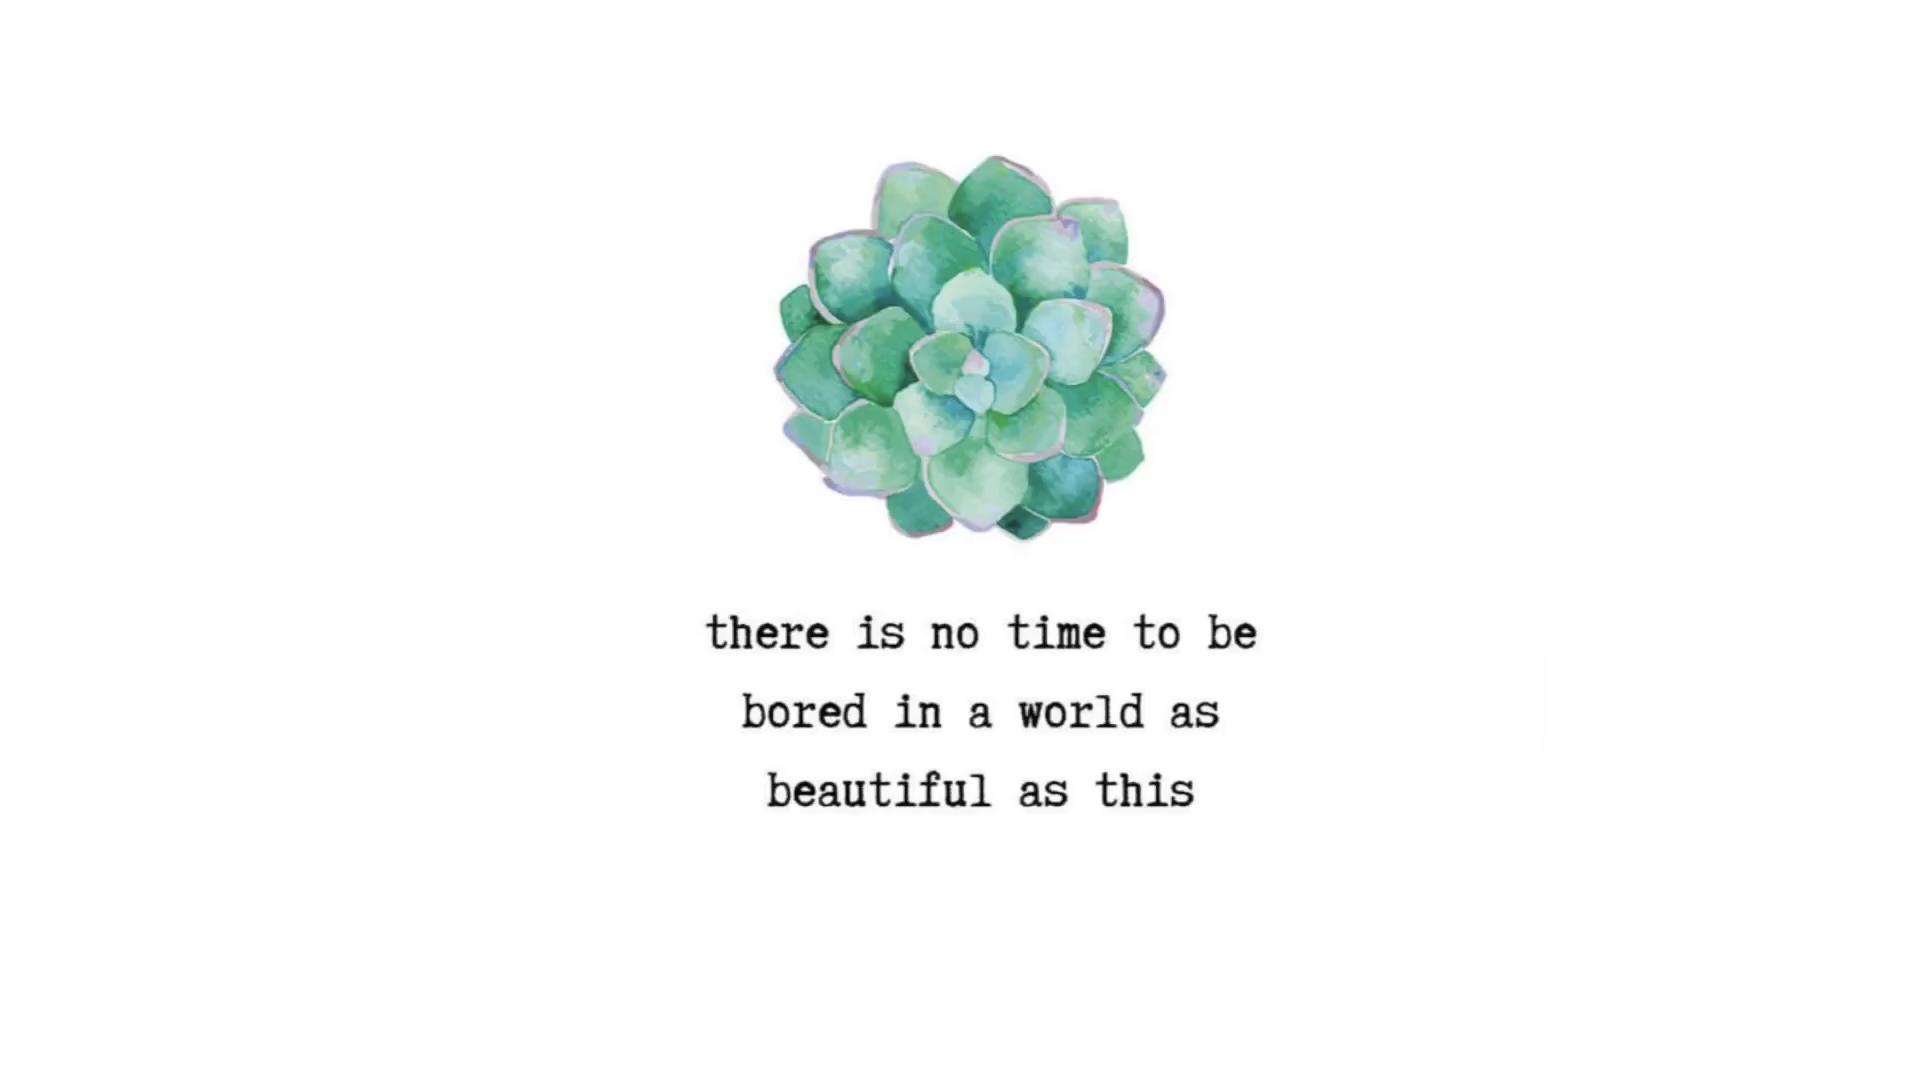 there is no time to be
bored in a world as
beautiful as this